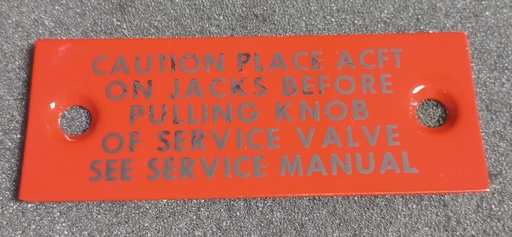 CAUTION PLACE ACFT
ON JACKS BEFORE
PULLING KNOB
OF SERVICE VALVE
SEE SERVICE MANUAL